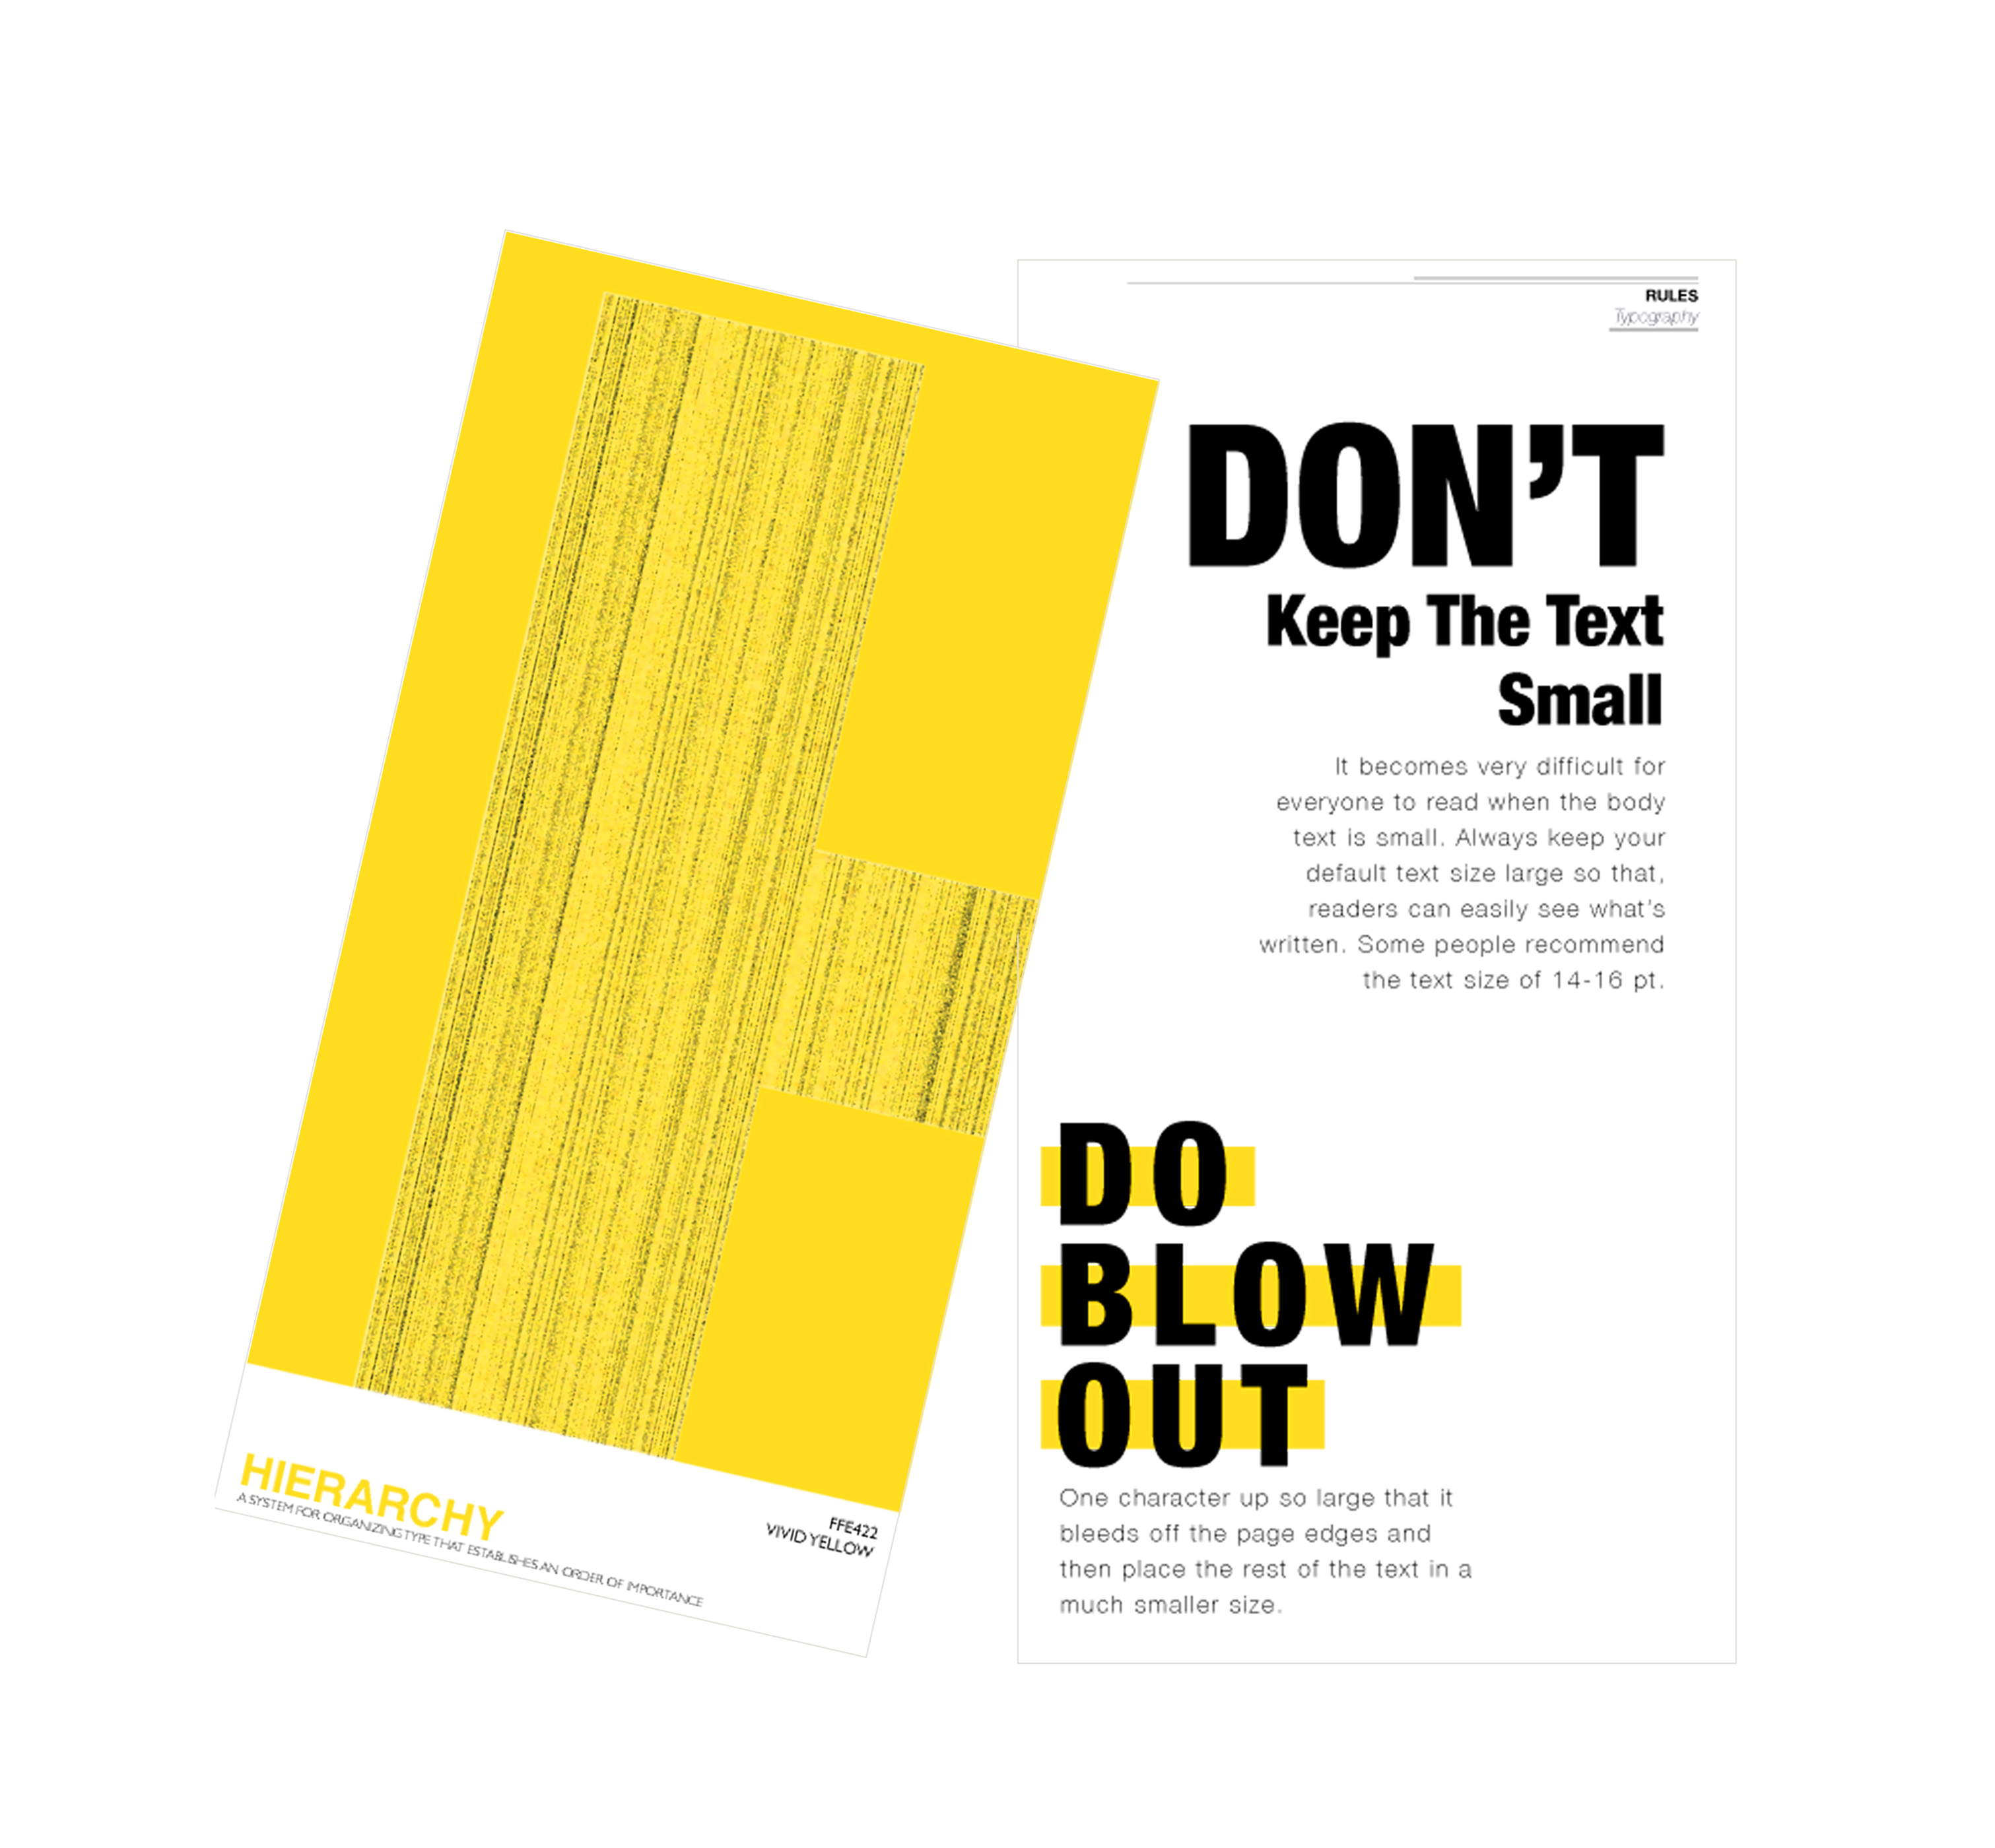 HIERARCHY
A SYSTEM FOR ORGANIZING TYPE THAT ESTABLISHES AN ORDER OF IMPORTANCE
FFE422
VIVID YELLOW
RULES
Typography
DON'T
Keep The Text
Small
It becomes very difficult for
everyone to read when the body
text is small. Always keep your
default text size large so that,
readers can easily see what's
written. Some people recommend
the text size of 14-16 pt.
DO
BLOW
OUT
One character up so large that it
bleeds off the page edges and
then place the rest of the text in a
much smaller size.